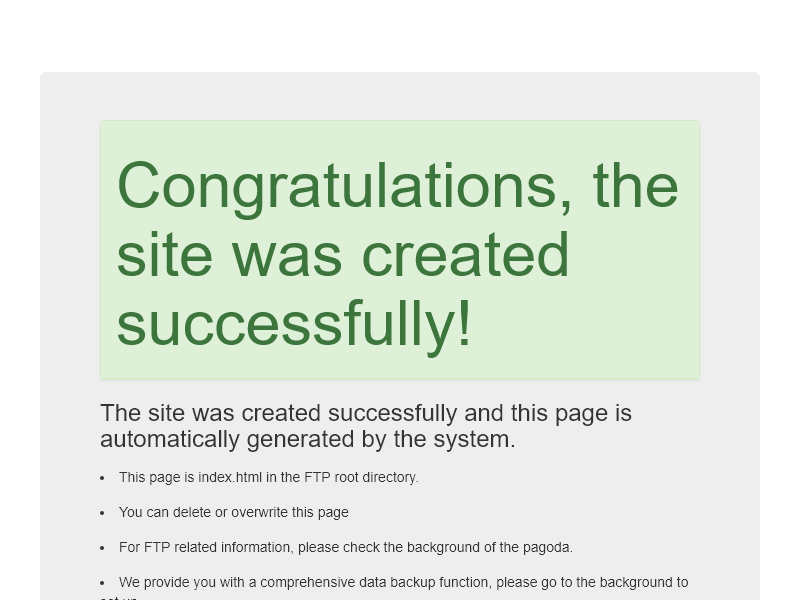 Congratulations, the
site was created
successfully!
The site was created successfully and this page is
automatically generated by the system.
• This page is index.html in the FTP root directory.
• You can delete or overwrite this page
• For FTP related information, please check the background of the pagoda.
• We provide you with a comprehensive data backup function, please go to the background to